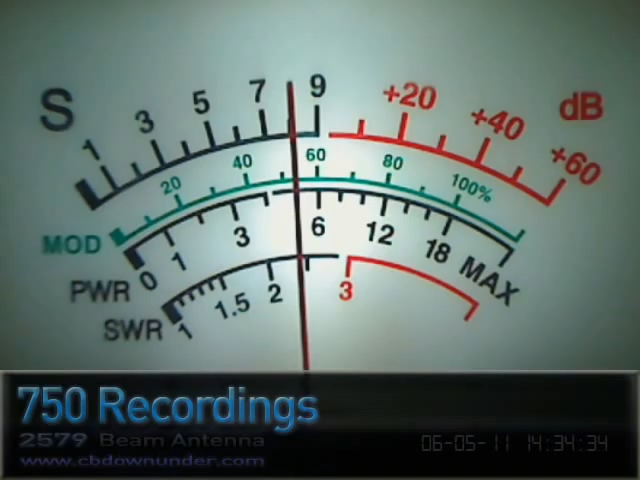 S 1 3 5 7 9 +20 +40 +60 dB
MOD 20 40 60 80 100%
PWR 0 1 3 6 12 18 MAX
SWR 1 1.5 2 3
750 Recordings
2579 Beam Antenna
06-05-11 14:34:34
www.cbdownunder.com